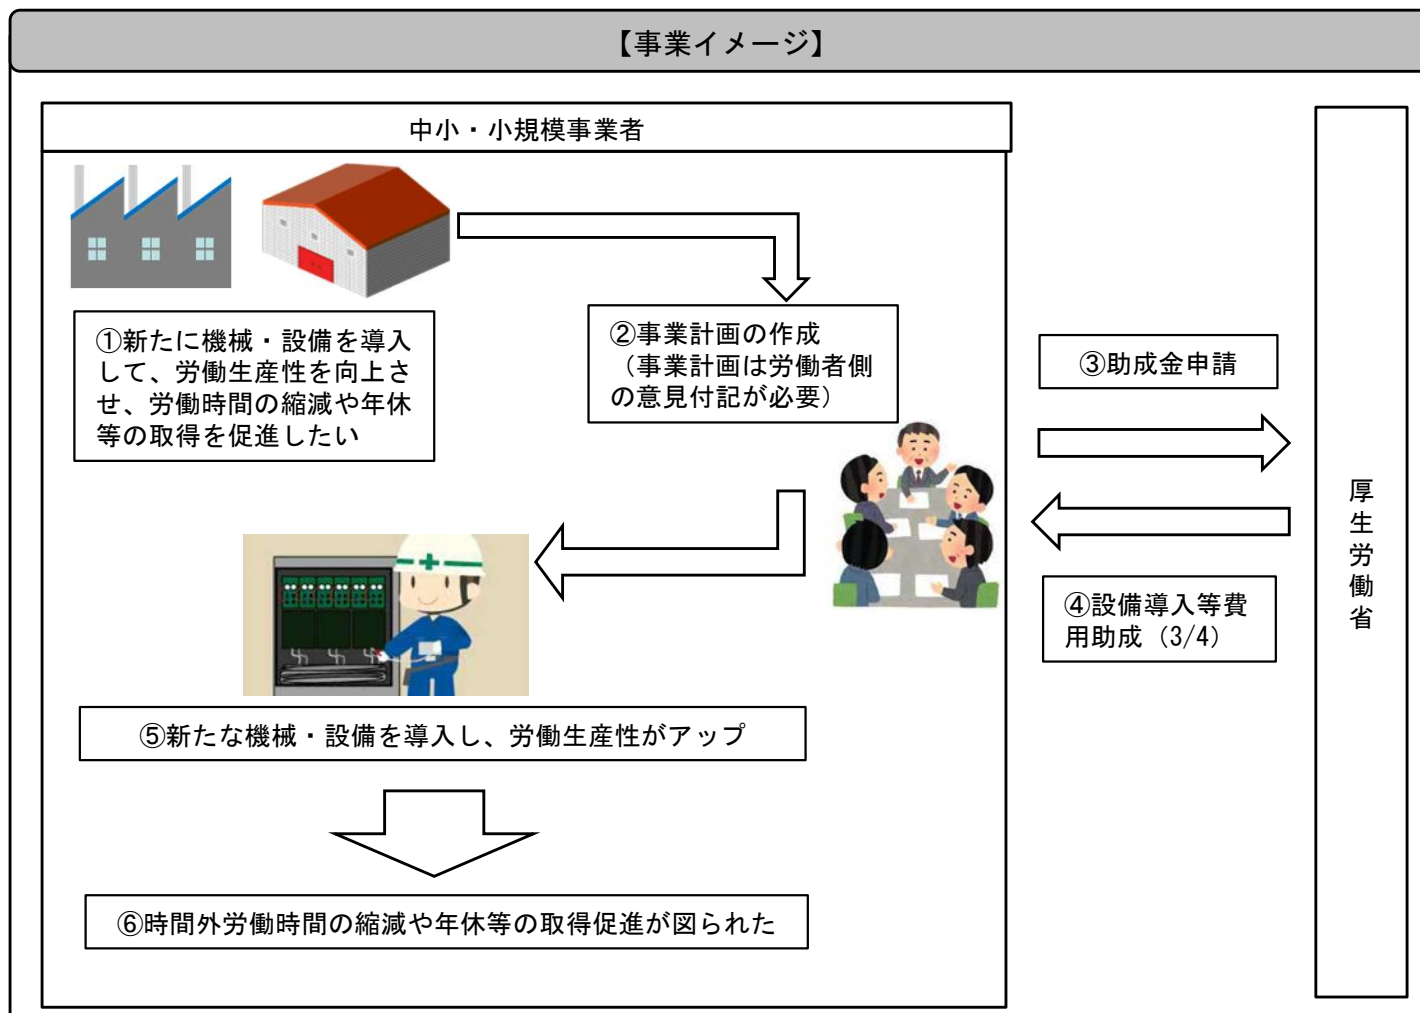 【事業イメージ】
中小・小規模事業者
①新たに機械・設備を導入
して、労働生産性を向上さ
せ、労働時間の縮減や年休
等の取得を促進したい
②事業計画の作成
（事業計画は労働者側
の意見付記が必要）
③助成金申請
④設備導入等費
用助成（3/4）
厚生労働省
⑤新たな機械・設備を導入し、労働生産性がアップ
⑥時間外労働時間の縮減や年休等の取得促進が図られた